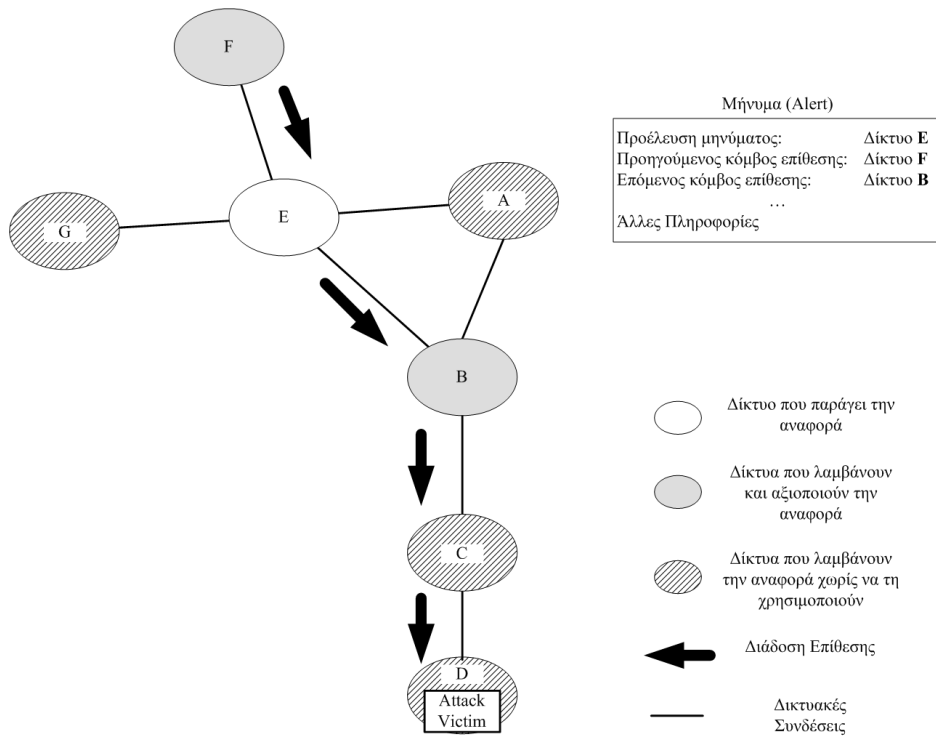 F
E
A
G
B
C
D
Attack
Victim
Μήνυμα (Alert)
Προέλευση μηνύματος: Δίκτυο E
Προηγούμενος κόμβος επίθεσης: Δίκτυο F
Επόμενος κόμβος επίθεσης: Δίκτυο B
...
Άλλες Πληροφορίες
Δίκτυο που παράγει την
αναφορά
Δίκτυα που λαμβάνουν
και αξιοποιούν την
αναφορά
Δίκτυα που λαμβάνουν
την αναφορά χωρίς να τη
χρησιμοποιούν
Διάδοση Επίθεσης
Δικτυακές
Συνδέσεις